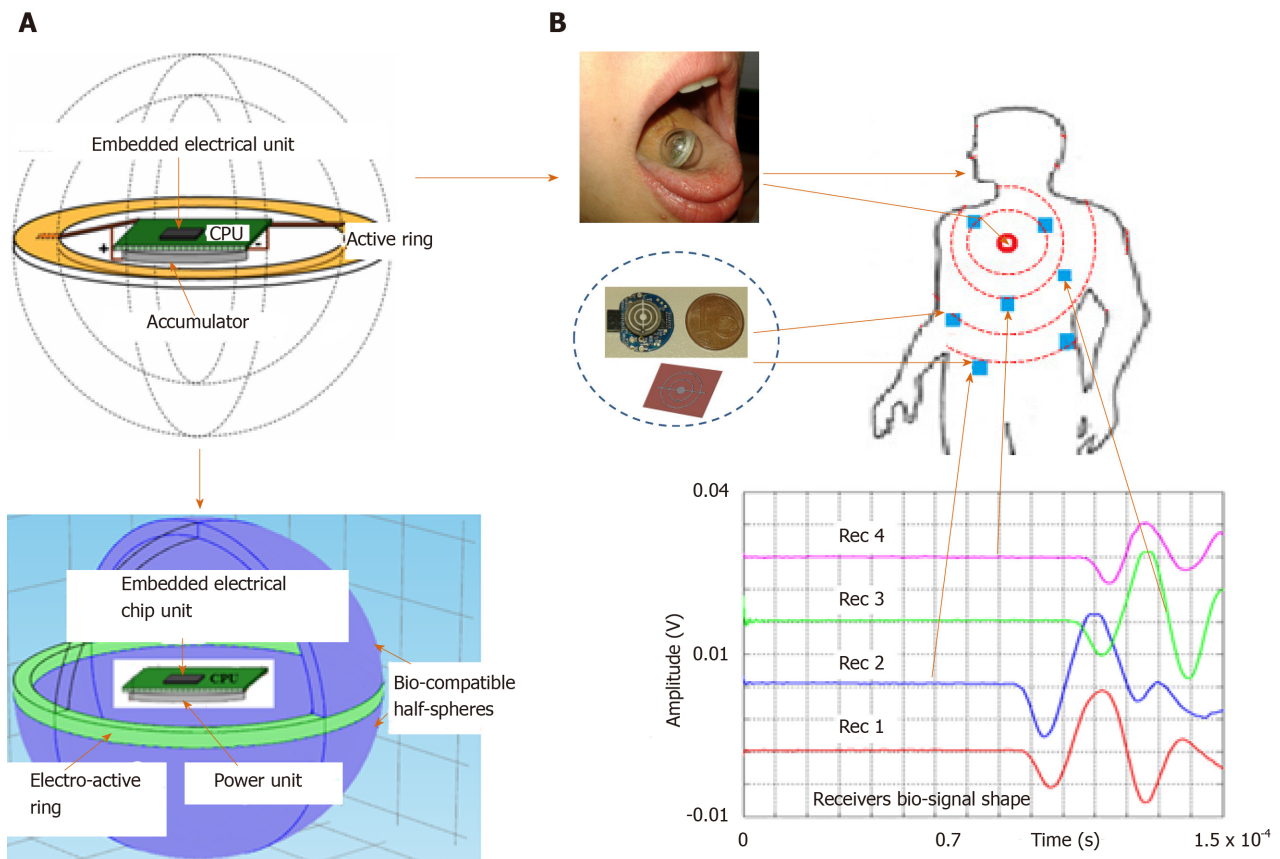 A
Embedded electrical unit
CPU
+
-
Active ring
Accumulator
Embedded electrical
chip unit
CPU
Bio-compatible
half-spheres
Electro-active
ring
Power unit
B
0.04
Rec 4
Rec 3
0.01
Rec 2
Amplitude (V)
Rec 1
Receivers bio-signal shape
-0.01
0
0.7
Time (s)
1.5 x 10⁻⁴